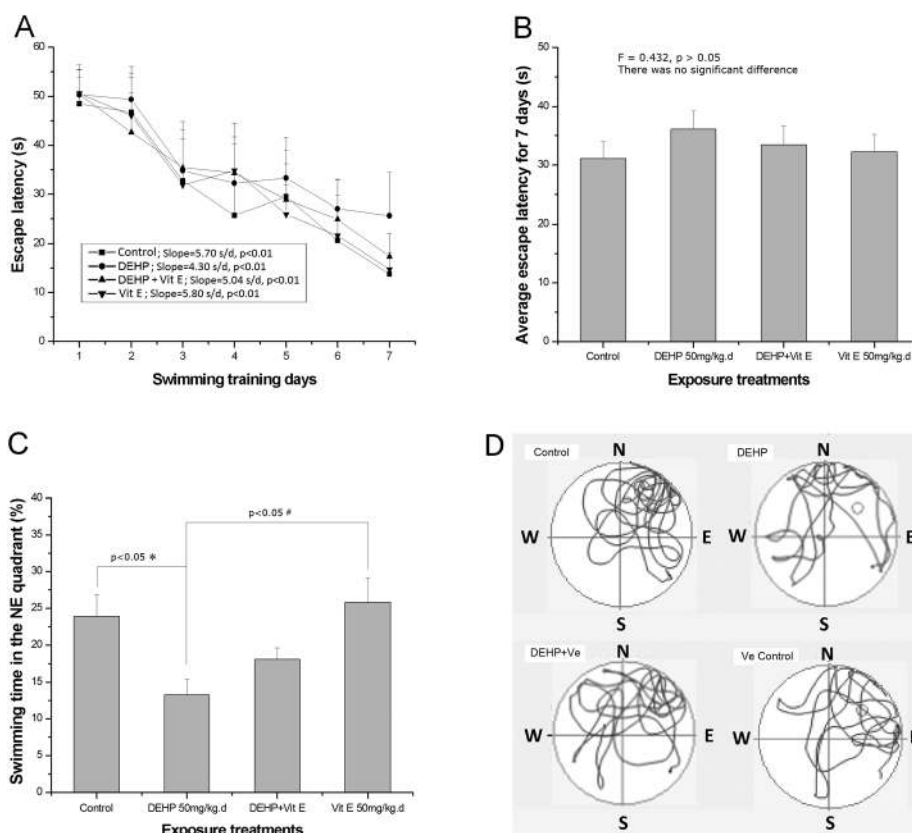 A
60
50
40
30
20
10
0
Escape latency (s)
Control; Slope=5.70 s/d, p<0.01
DEHP; Slope=4.30 s/d, p<0.01
DEHP + Vit E; Slope=5.04 s/d, p<0.01
Vit E; Slope=5.80 s/d, p<0.01
1 2 3 4 5 6 7
Swimming training days
B
50
40
30
20
10
0
Average escape latency for 7 days (s)
F = 0.432, p > 0.05
There was no significant difference
Control DEHP 50mg/kg.d DEHP+Vit E Vit E 50mg/kg.d
Exposure treatments
C
40
35
30
25
20
15
10
5
0
Swimming time in the NE quadrant (%)
p<0.05 *
p<0.05 #
Control DEHP 50mg/kg.d DEHP+Vit E Vit E 50mg/kg.d
Exposure treatments
D
Control
N
W E
S
DEHP
N
W E
S
DEHP+Ve
N
W E
S
Ve Control
N
W E
S